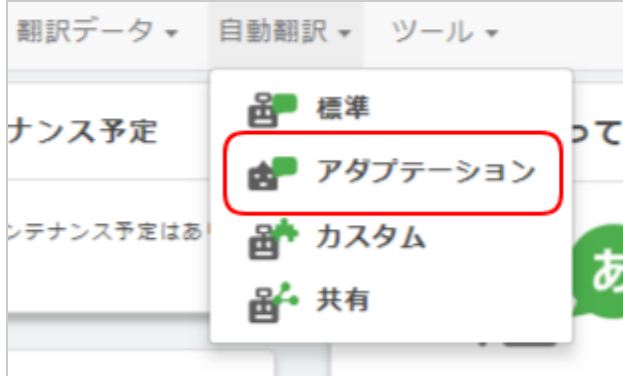 翻訳データ 自動翻訳 ツール
標準
ナンス予定
って
アダプテーション
ンテナンス予定はあ
カスタム
あ
共有